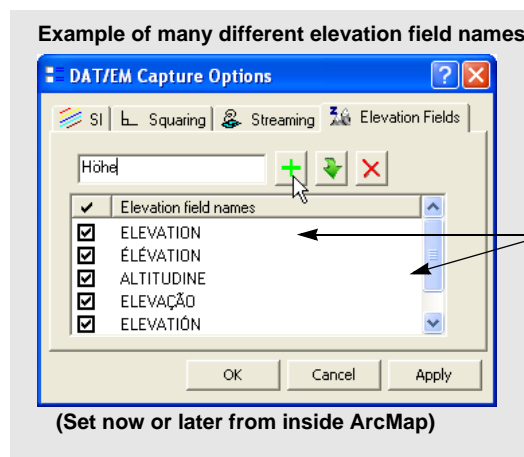 Example of many different elevation field names
DAT/EM Capture Options
SI Squaring Streaming Elevation Fields
Höhe
Elevation field names
ELEVATION
ÉLÉVATION
ALTITUDINE
ELEVAÇÃO
ELEVATIÓN
OK Cancel Apply
(Set now or later from inside ArcMap)